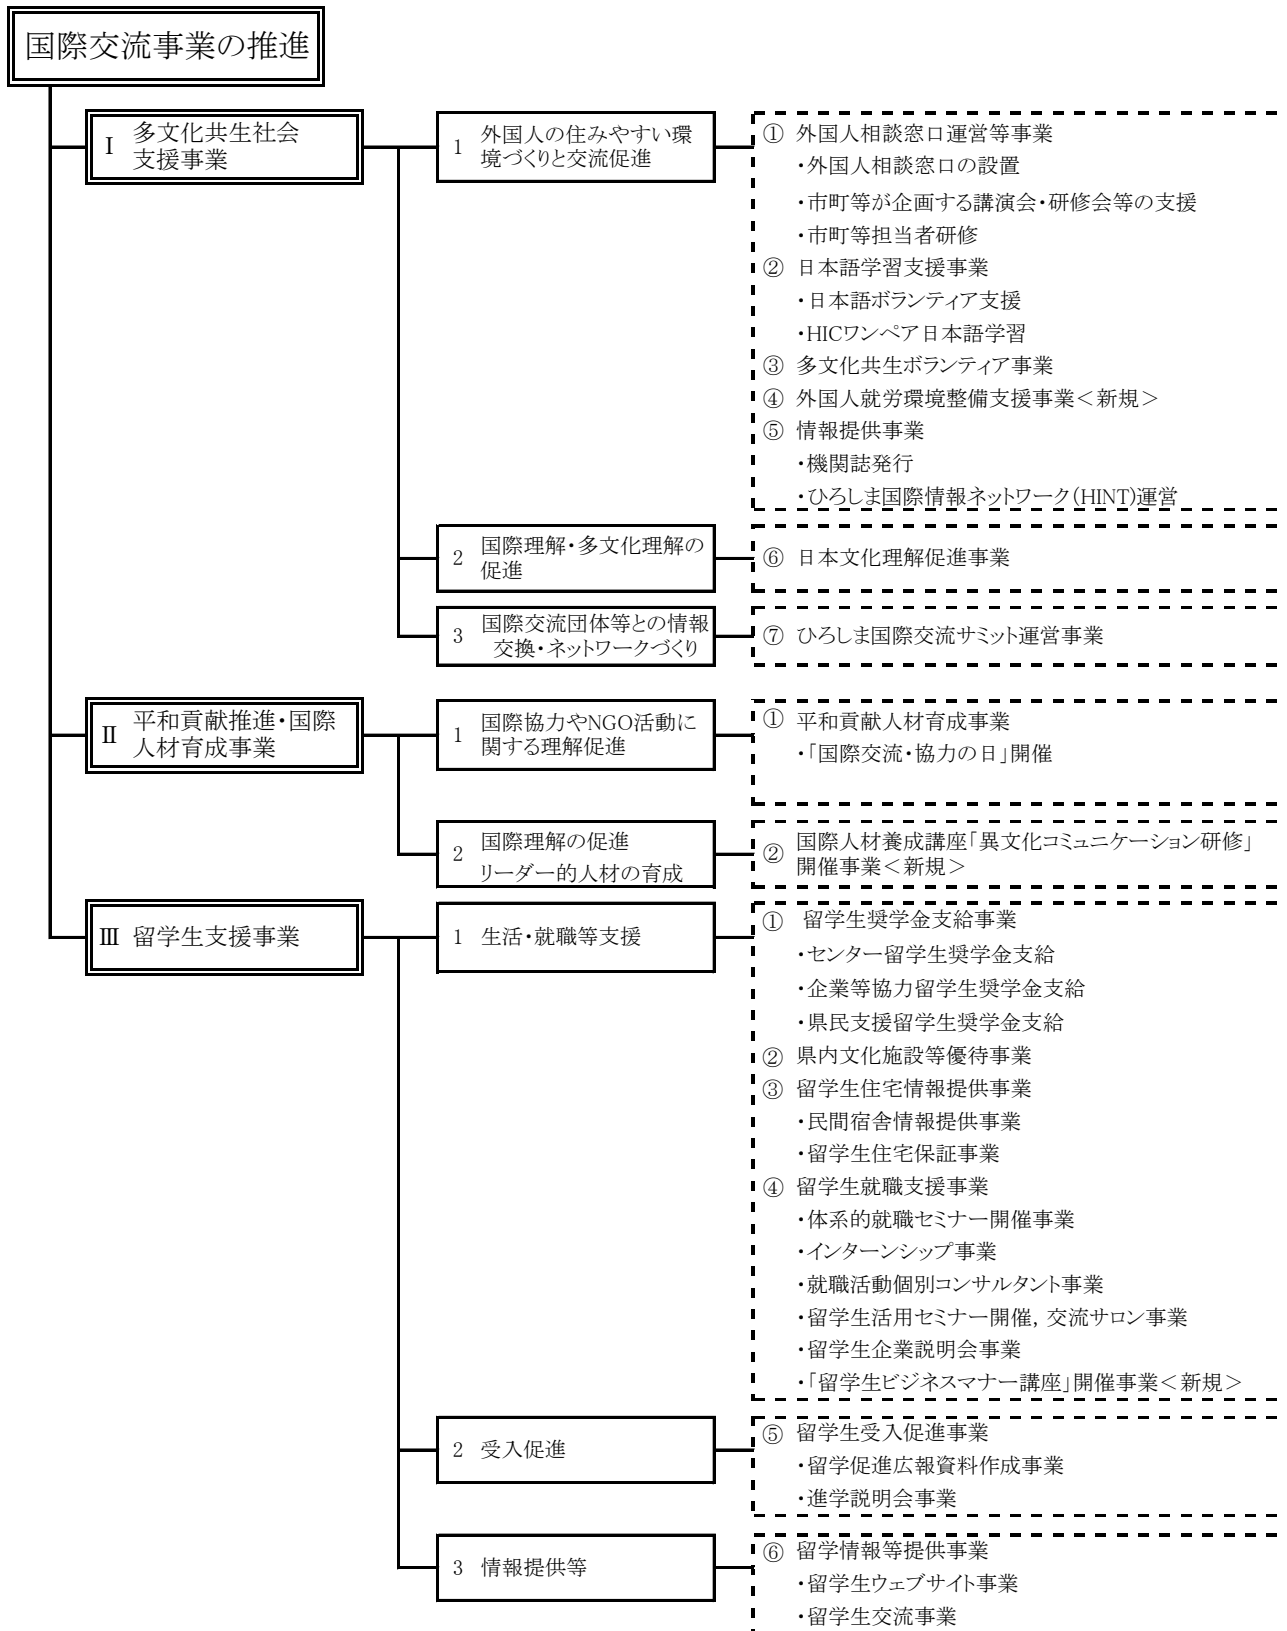 国際交流事業の推進
Ⅰ 多文化共生社会
支援事業
1 外国人の住みやすい環
境づくりと交流促進
① 外国人相談窓口運営等事業
・外国人相談窓口の設置
・市町等が企画する講演会・研修会等の支援
・市町等担当者研修
② 日本語学習支援事業
・日本語ボランティア支援
・HICワンペア日本語学習
③ 多文化共生ボランティア事業
④ 外国人就労環境整備支援事業＜新規＞
⑤ 情報提供事業
・機関誌発行
・ひろしま国際情報ネットワーク(HINT)運営
2 国際理解・多文化理解の
促進
⑥ 日本文化理解促進事業
3 国際交流団体等との情報
交換・ネットワークづくり
⑦ ひろしま国際交流サミット運営事業
Ⅱ 平和貢献推進・国際
人材育成事業
1 国際協力やNGO活動に
関する理解促進
① 平和貢献人材育成事業
・「国際交流・協力の日」開催
2 国際理解の促進
リーダー的人材の育成
② 国際人材養成講座「異文化コミュニケーション研修」
開催事業＜新規＞
Ⅲ 留学生支援事業
1 生活・就職等支援
① 留学生奨学金支給事業
・センター留学生奨学金支給
・企業等協力留学生奨学金支給
・県民支援留学生奨学金支給
② 県内文化施設等優待事業
③ 留学生住宅情報提供事業
・民間宿舎情報提供事業
・留学生住宅保証事業
④ 留学生就職支援事業
・体系的就職セミナー開催事業
・インターンシップ事業
・就職活動個別コンサルタント事業
・留学生活用セミナー開催，交流サロン事業
・留学生企業説明会事業
・「留学生ビジネスマナー講座」開催事業＜新規＞
2 受入促進
⑤ 留学生受入促進事業
・留学促進広報資料作成事業
・進学説明会事業
3 情報提供等
⑥ 留学情報等提供事業
・留学生ウェブサイト事業
・留学生交流事業